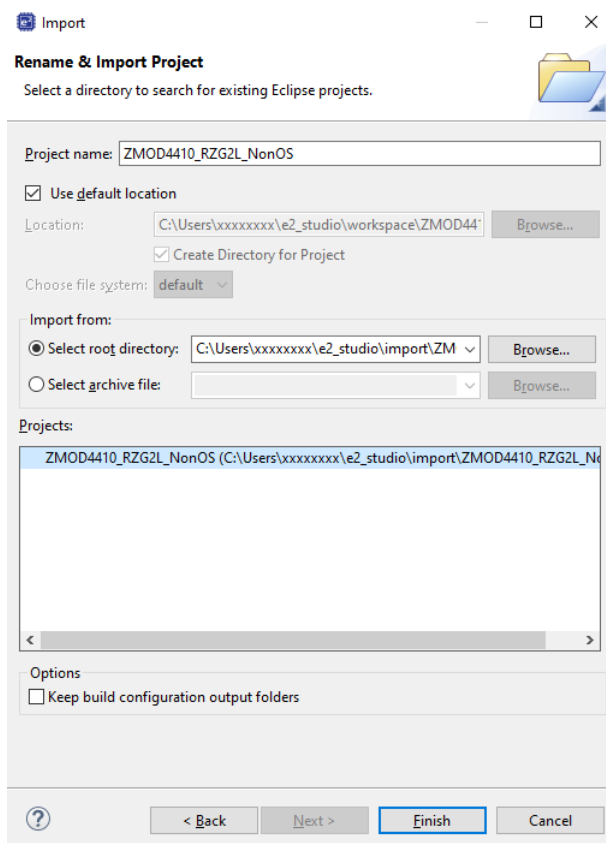 Import
Rename & Import Project
Select a directory to search for existing Eclipse projects.
Project name: ZMOD4410_RZG2L_NonOS
Use default location
Location: C:\Users\xxxxxxxx\e2_studio\workspace\ZMOD44 Browse...
Create Directory for Project
Choose file system: default
Import from:
Select root directory: C:\Users\xxxxxxxx\e2_studio\import\ZM Browse...
Select archive file: Browse...
Projects:
ZMOD4410_RZG2L_NonOS (C:\Users\xxxxxxxx\e2_studio\import\ZMOD4410_RZG2L_No
Options
Keep build configuration output folders
? < Back Next > Finish Cancel